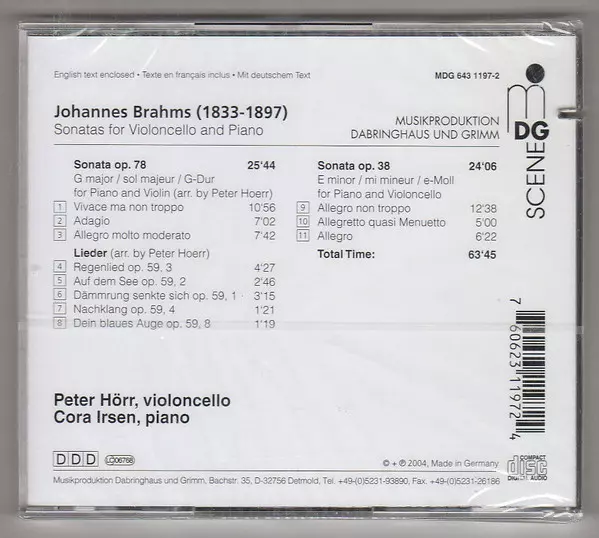 English text enclosed • Texte en français inclus • Mit deutschem Text
MDG 643 1197-2
Johannes Brahms (1833-1897)
Sonatas for Violoncello and Piano
MUSIKPRODUKTION
DABRINGHAUS UND GRIMM
MDG
SCENE
Sonata op. 78 25'44
G major / sol majeur / G-Dur
for Piano and Violin (arr. by Peter Hoerr)
1 Vivace ma non troppo 10'56
2 Adagio 7'02
3 Allegro molto moderato 7'42
Lieder (arr. by Peter Hoerr)
4 Regenlied op. 59, 3 4'27
5 Auf dem See op. 59, 2 2'46
6 Dämmrung senkte sich op. 59, 1 3'15
7 Nachklang op. 59, 4 1'21
8 Dein blaues Auge op. 59, 8 1'19
Sonata op. 38 24'06
E minor / mi mineur / e-Moll
for Piano and Violoncello
9 Allegro non troppo 12'38
10 Allegretto quasi Menuetto 5'00
11 Allegro 6'22
Total Time: 63'45
7 60623 11972 4
Peter Hörr, violoncello
Cora Irsen, piano
DDD
LC06768
© + ℗ 2004, Made in Germany
COMPACT
disc
DIGITAL AUDIO
Musikproduktion Dabringhaus und Grimm, Bachstr. 35, D-32756 Detmold, Tel. +49-(0)5231-93890, Fax +49-(0)5231-26186